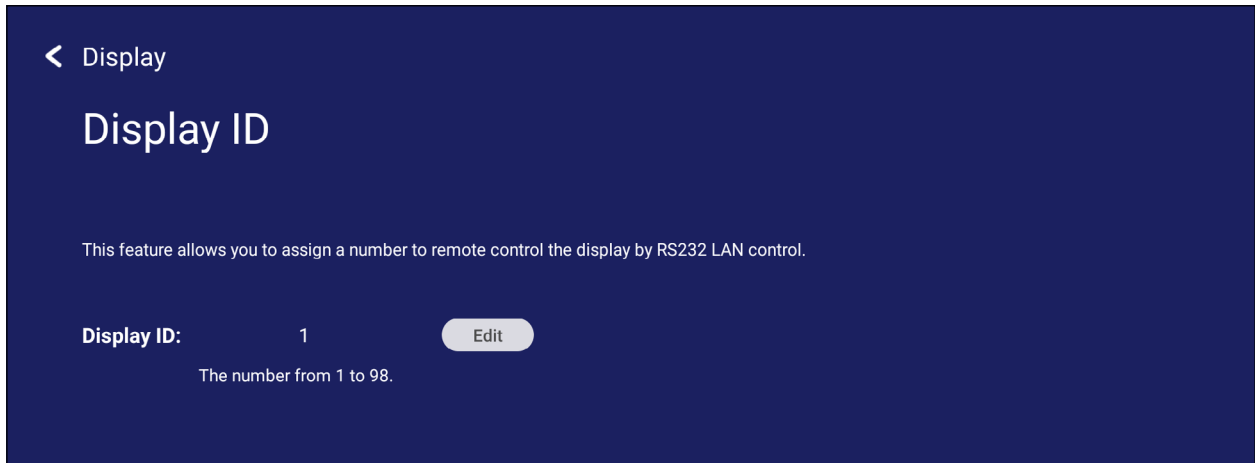 Display
Display ID
This feature allows you to assign a number to remote control the display by RS232 LAN control.
Display ID: 1 Edit
The number from 1 to 98.